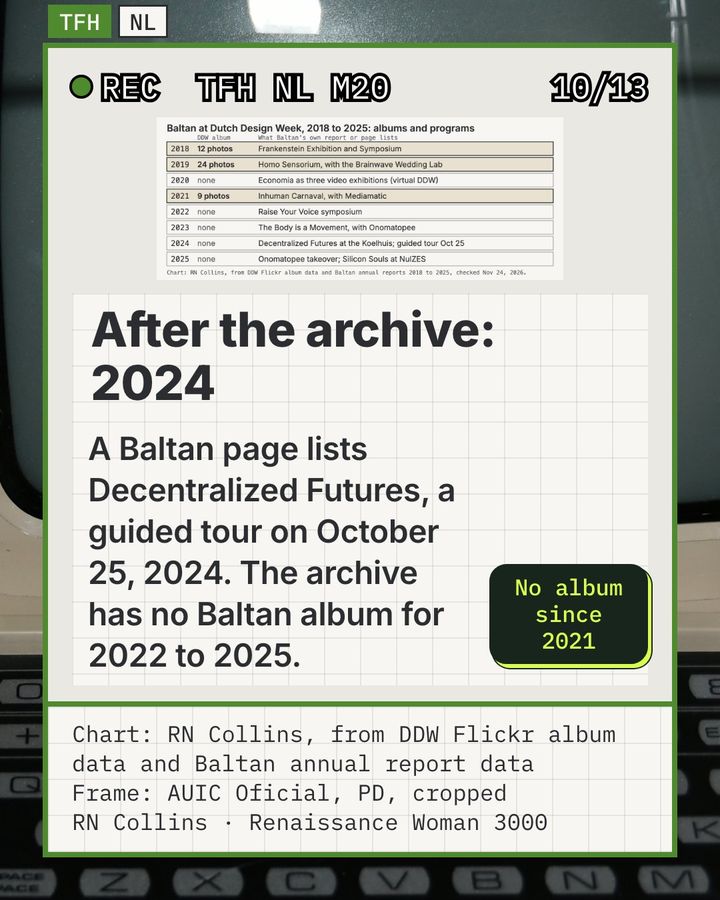 TFH NL
REC TFH NL M20 10/13
Baltan at Dutch Design Week, 2018 to 2025: albums and programs
DDW album What Baltan's own report or page lists
2018 12 photos Frankenstein Exhibition and Symposium
2019 24 photos Homo Sensorium, with the Brainwave Wedding Lab
2020 none Economia as three video exhibitions (virtual DDW)
2021 9 photos Inhuman Carnaval, with Mediamatic
2022 none Raise Your Voice symposium
2023 none The Body is a Movement, with Onomatopee
2024 none Decentralized Futures at the Koelhuis; guided tour Oct 25
2025 none Onomatopee takeover; Silicon Souls at NulZES
Chart: RN Collins, from DDW Flickr album data and Baltan annual reports 2018 to 2025, checked Nov 24, 2026.
After the archive:
2024
A Baltan page lists
Decentralized Futures, a
guided tour on October
25, 2024. The archive
has no Baltan album for
2022 to 2025.
No album
since
2021
Chart: RN Collins, from DDW Flickr album
data and Baltan annual report data
Frame: AUIC Oficial, PD, cropped
RN Collins · Renaissance Woman 3000
O
+
Q
K
SPACE
SPACE
Z X C V B N M